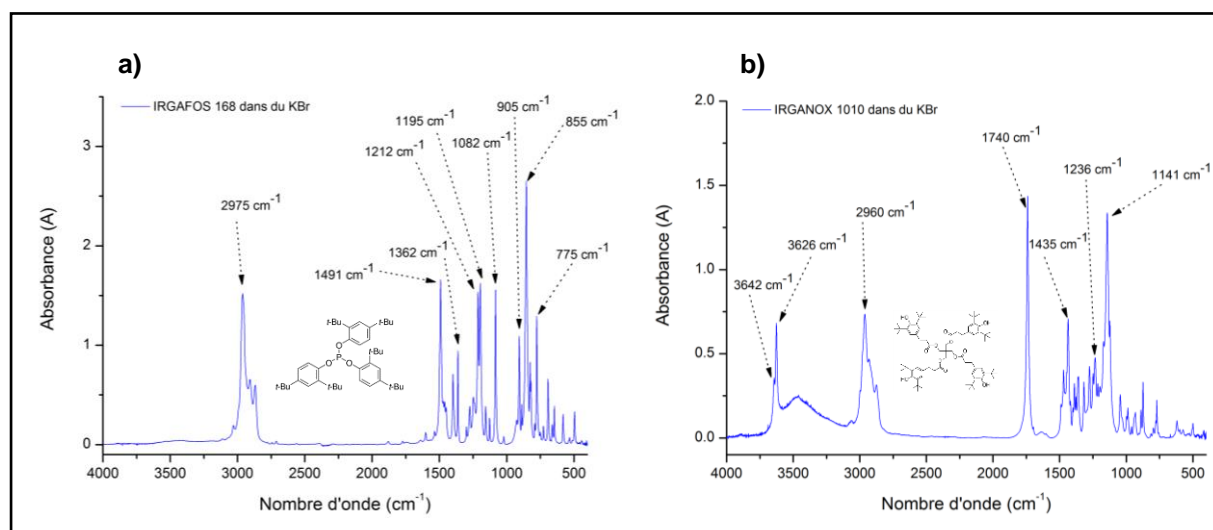 a)
IRGAFOS 168 dans du KBr
905 cm⁻¹
1195 cm⁻¹
855 cm⁻¹
1212 cm⁻¹
1082 cm⁻¹
2975 cm⁻¹
1362 cm⁻¹
775 cm⁻¹
1491 cm⁻¹
t-Bu
t-Bu
O
O
P
O
t-Bu
t-Bu
t-Bu
t-Bu
Absorbance (A)
3
2
1
0
4000 3500 3000 2500 2000 1500 1000 500
Nombre d'onde (cm⁻¹)
b)
IRGANOX 1010 dans du KBr
1740 cm⁻¹
1236 cm⁻¹
1141 cm⁻¹
2960 cm⁻¹
3626 cm⁻¹
1435 cm⁻¹
3642 cm⁻¹
Absorbance (A)
2.0
1.5
1.0
0.5
0.0
4000 3500 3000 2500 2000 1500 1000 500
Nombre d'onde (cm⁻¹)